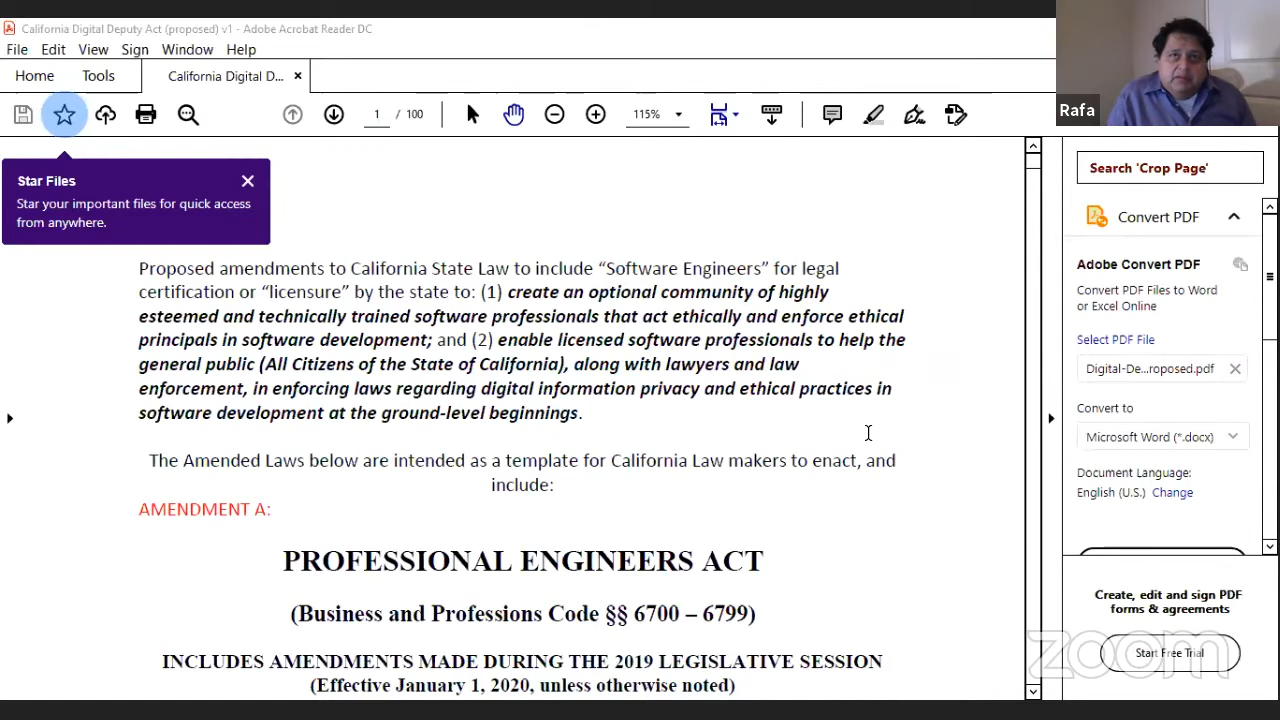 California Digital Deputy Act (proposed) v1 - Adobe Acrobat Reader DC
File Edit View Sign Window Help
Home Tools California Digital D... ×
1 / 100 115%
Rafa
Star Files
Star your important files for quick access
from anywhere.
Proposed amendments to California State Law to include “Software Engineers” for legal
certification or “licensure” by the state to: (1) create an optional community of highly
esteemed and technically trained software professionals that act ethically and enforce ethical
principals in software development; and (2) enable licensed software professionals to help the
general public (All Citizens of the State of California), along with lawyers and law
enforcement, in enforcing laws regarding digital information privacy and ethical practices in
software development at the ground-level beginnings.
The Amended Laws below are intended as a template for California Law makers to enact, and
include:
AMENDMENT A:
PROFESSIONAL ENGINEERS ACT
(Business and Professions Code §§ 6700 – 6799)
INCLUDES AMENDMENTS MADE DURING THE 2019 LEGISLATIVE SESSION
(Effective January 1, 2020, unless otherwise noted)
Search 'Crop Page'
Convert PDF
Adobe Convert PDF
Convert PDF Files to Word
or Excel Online
Select PDF File
Digital-De...roposed.pdf
Convert to
Microsoft Word (*.docx)
Document Language:
English (U.S.) Change
Create, edit and sign PDF
forms & agreements
Start Free Trial
zoom